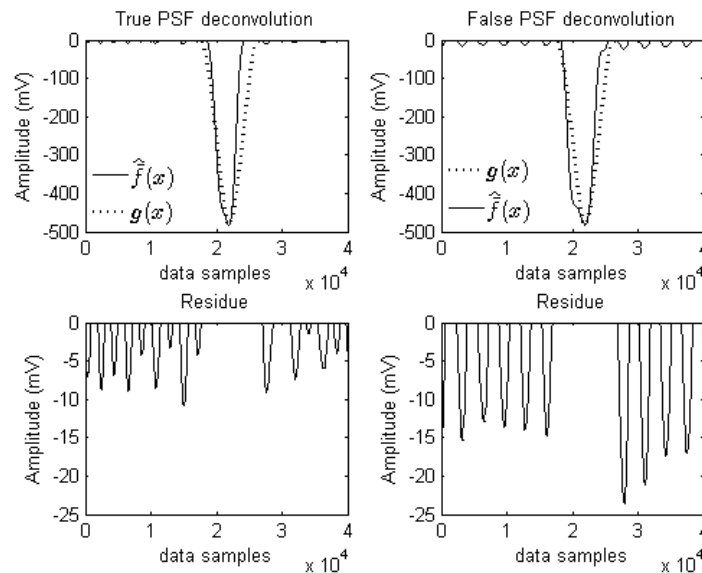 True PSF deconvolution
Amplitude (mV)
0
-100
-200
-300
-400
-500
f̂̄(x)
g(x)
0 1 2 3 4
data samples
x 10^4
False PSF deconvolution
Amplitude (mV)
0
-100
-200
-300
-400
-500
g(x)
f̂̄(x)
0 1 2 3 4
data samples
x 10^4
Residue
Amplitude (mV)
0
-5
-10
-15
-20
-25
0 1 2 3 4
data samples
x 10^4
Residue
Amplitude (mV)
0
-5
-10
-15
-20
-25
0 1 2 3 4
data samples
x 10^4